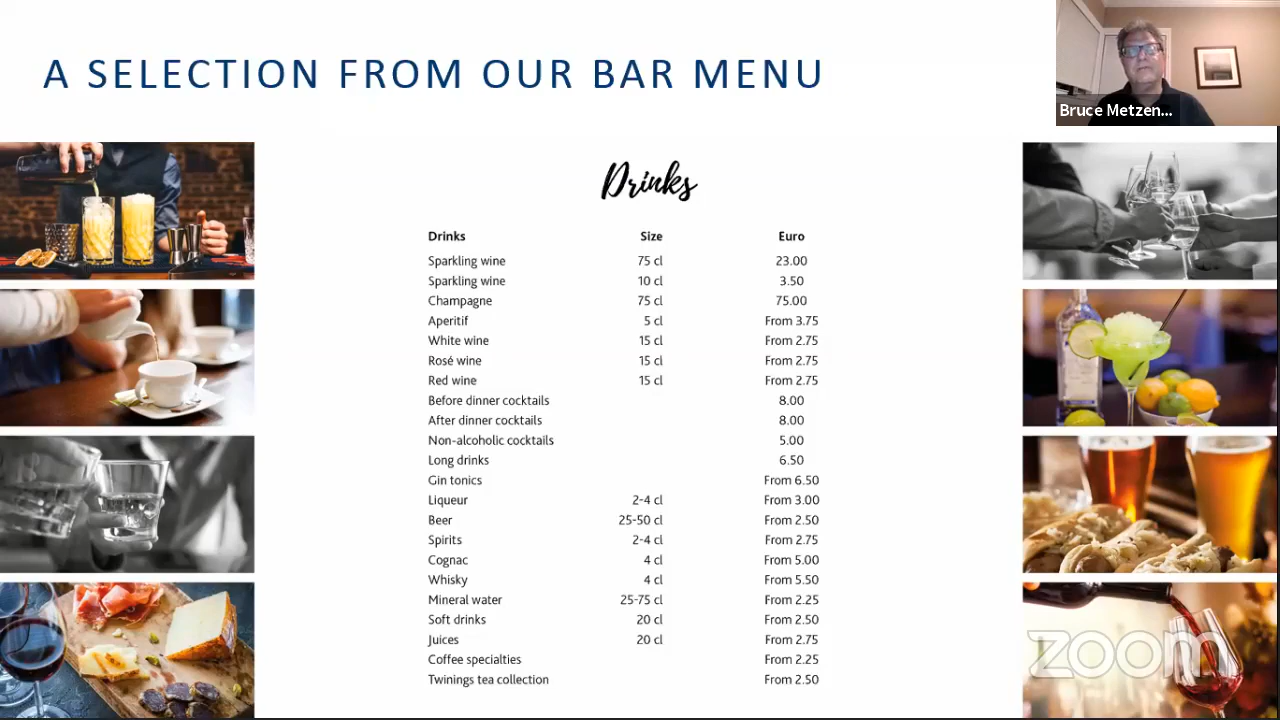 A SELECTION FROM OUR BAR MENU
Bruce Metzen...
Drinks
Drinks Size Euro
Sparkling wine 75 cl 23.00
Sparkling wine 10 cl 3.50
Champagne 75 cl 75.00
Aperitif 5 cl From 3.75
White wine 15 cl From 2.75
Rosé wine 15 cl From 2.75
Red wine 15 cl From 2.75
Before dinner cocktails 8.00
After dinner cocktails 8.00
Non-alcoholic cocktails 5.00
Long drinks 6.50
Gin tonics From 6.50
Liqueur 2-4 cl From 3.00
Beer 25-50 cl From 2.50
Spirits 2-4 cl From 2.75
Cognac 4 cl From 5.00
Whisky 4 cl From 5.50
Mineral water 25-75 cl From 2.25
Soft drinks 20 cl From 2.50
Juices 20 cl From 2.75
Coffee specialties From 2.25
Twinings tea collection From 2.50
zoom